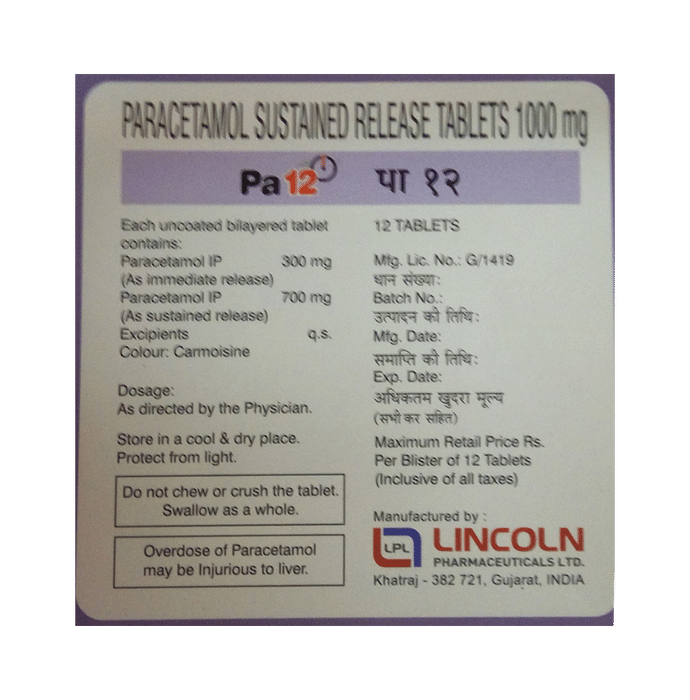 PARACETAMOL SUSTAINED RELEASE TABLETS 1000 mg
Pa 12 पा १२
Each uncoated bilayered tablet
contains:
Paracetamol IP 300 mg
(As immediate release)
Paracetamol IP 700 mg
(As sustained release)
Excipients q.s.
Colour: Carmoisine
Dosage:
As directed by the Physician.
Store in a cool & dry place.
Protect from light.
Do not chew or crush the tablet.
Swallow as a whole.
Overdose of Paracetamol
may be Injurious to liver.
12 TABLETS
Mfg. Lic. No.: G/1419
धान संख्या:
Batch No.:
उत्पादन की तिथि:
Mfg. Date:
समाप्ति की तिथि:
Exp. Date:
अधिकतम खुदरा मूल्य
(सभी कर सहित)
Maximum Retail Price Rs.
Per Blister of 12 Tablets
(Inclusive of all taxes)
Manufactured by :
LPL LINCOLN
PHARMACEUTICALS LTD.
Khatraj - 382 721, Gujarat, INDIA